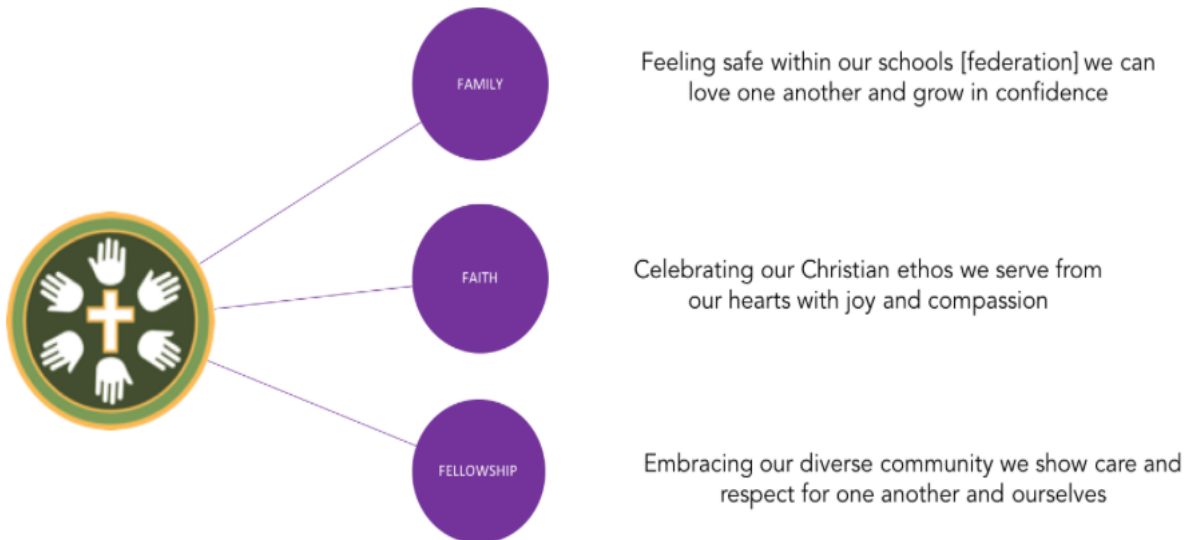 FAMILY
Feeling safe within our schools [federation] we can
love one another and grow in confidence
FAITH
Celebrating our Christian ethos we serve from
our hearts with joy and compassion
FELLOWSHIP
Embracing our diverse community we show care and
respect for one another and ourselves